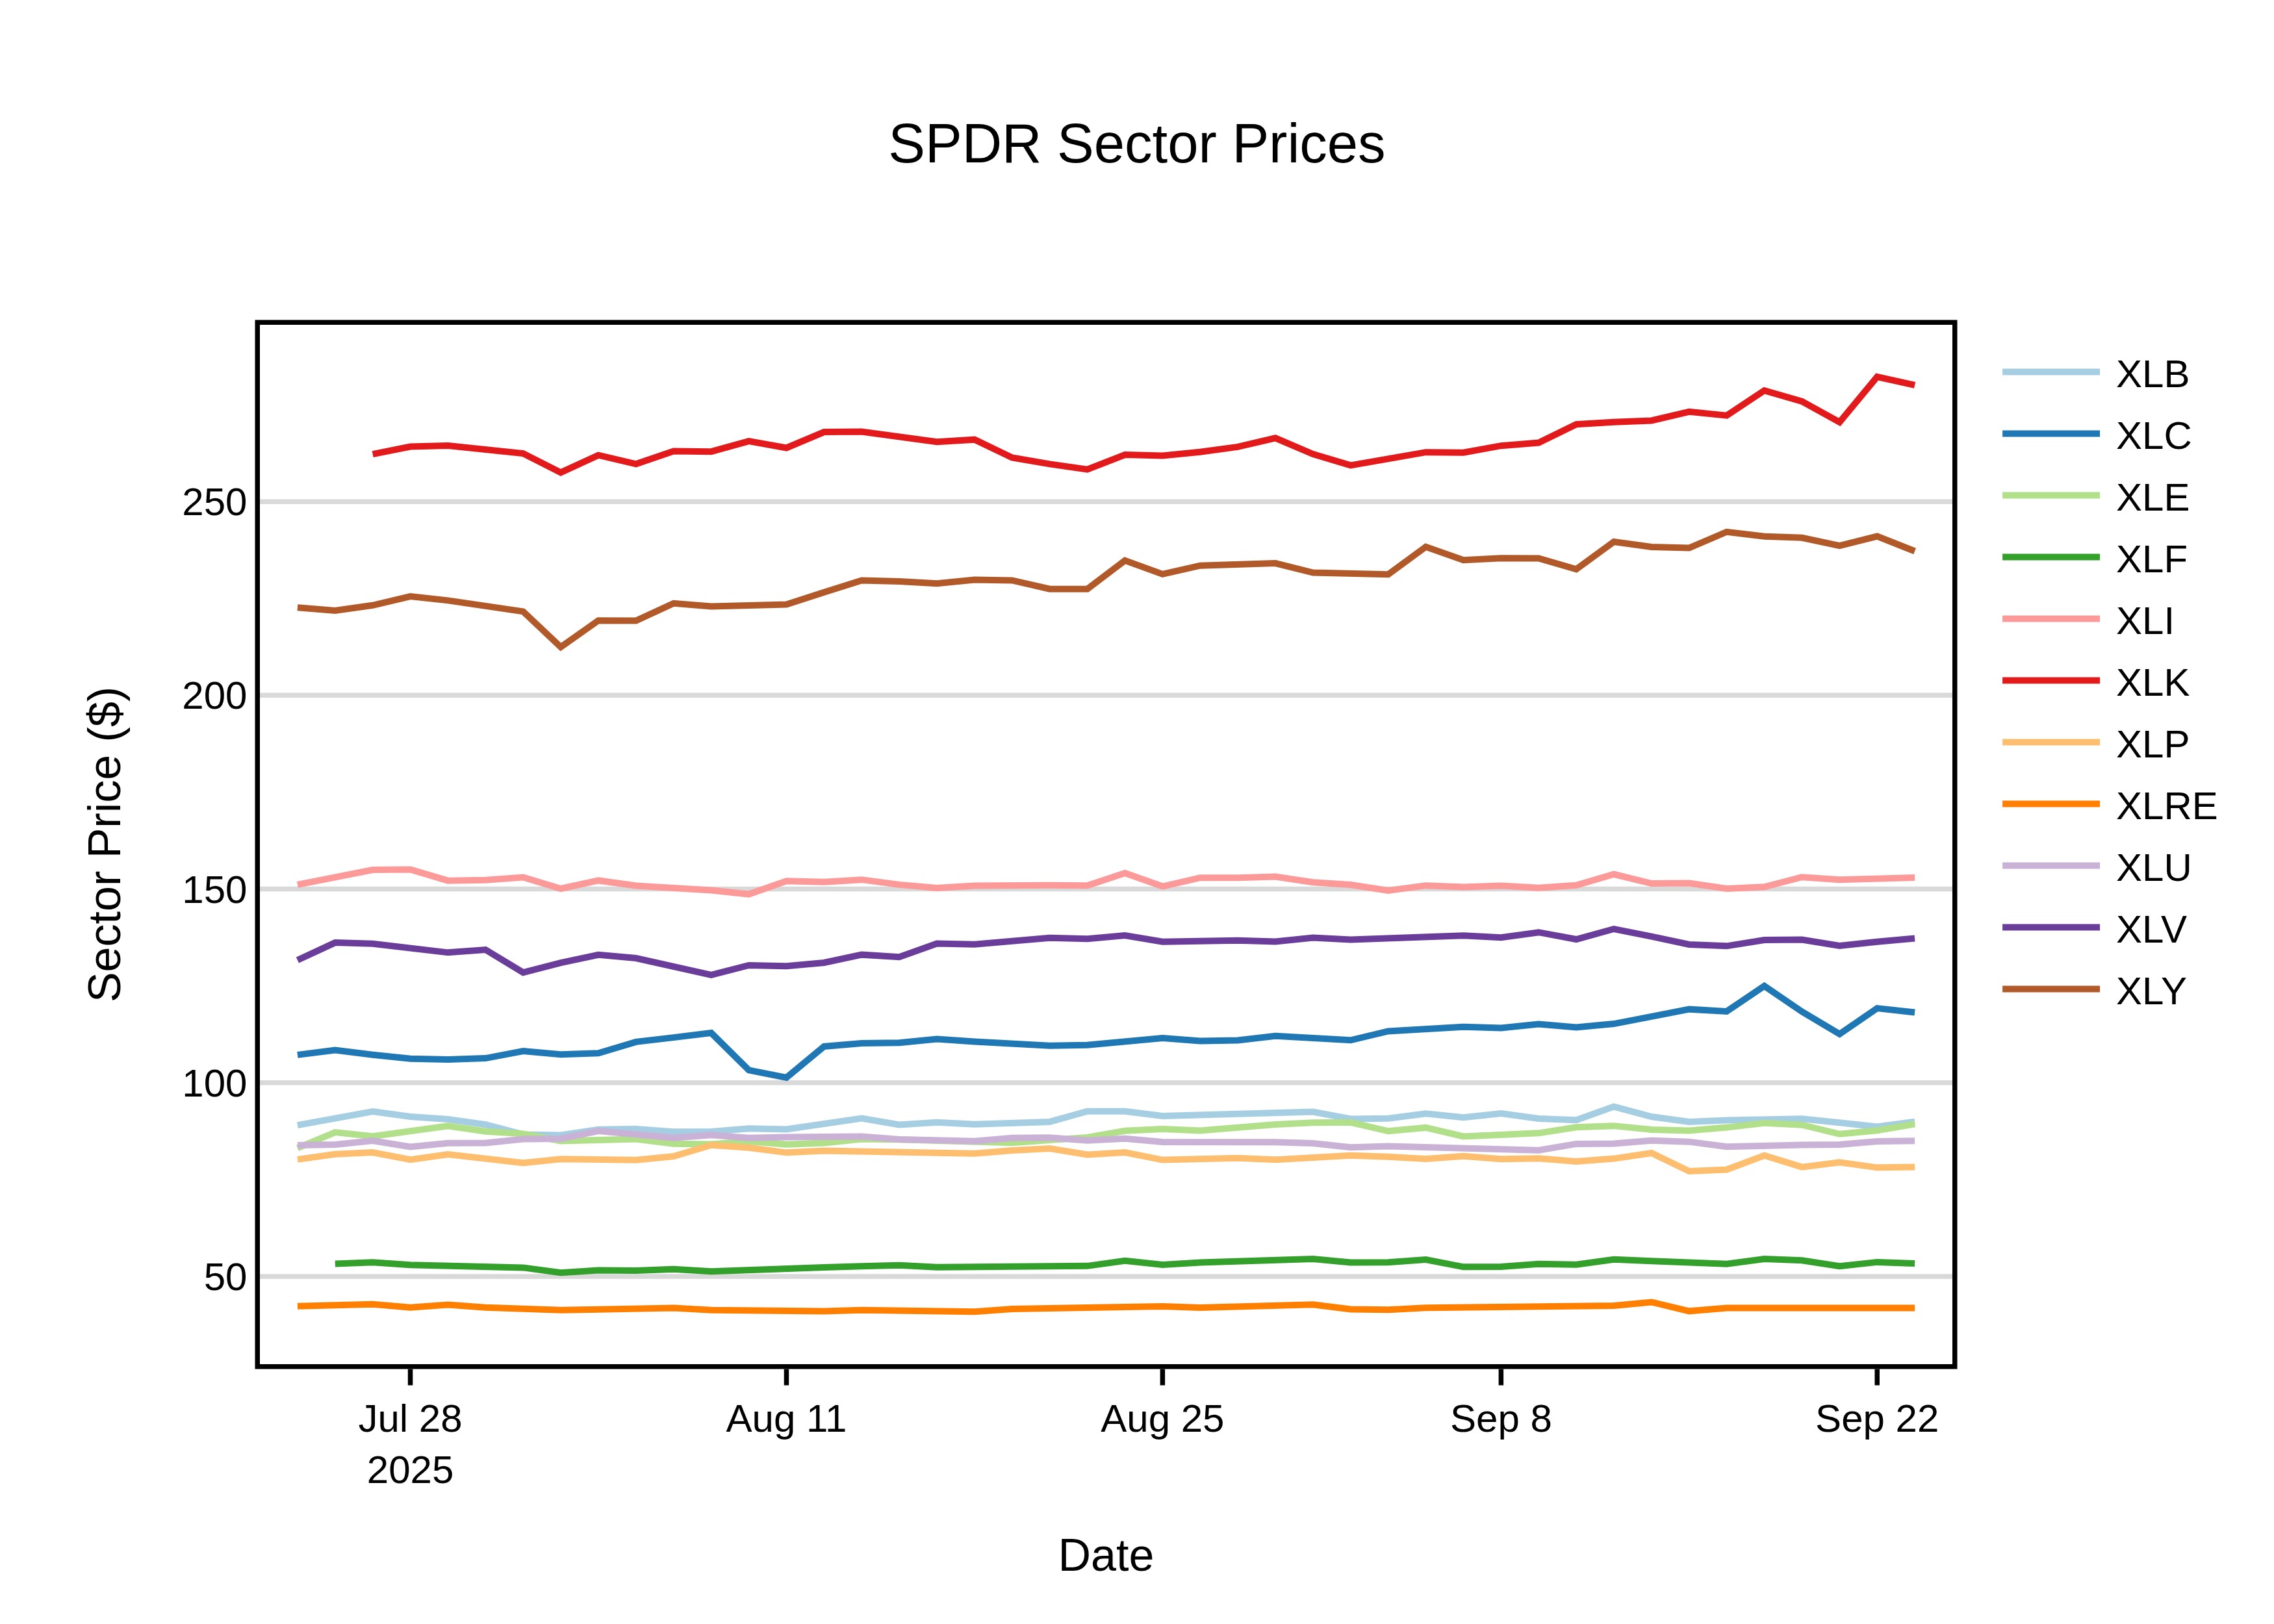 SPDR Sector Prices
XLB
XLC
XLE
XLF
XLI
XLK
XLP
XLRE
XLU
XLV
XLY
250
200
150
100
50
Sector Price ($)
Jul 28
2025
Aug 11
Aug 25
Sep 8
Sep 22
Date